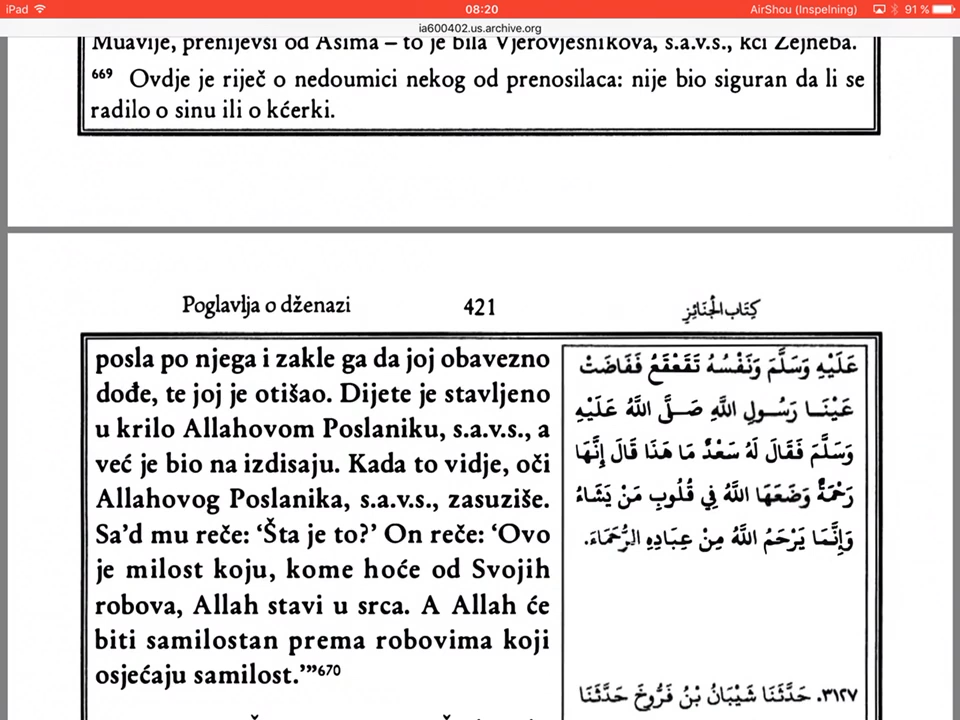 iPad 08:20 AirShou (Inspelning) 91 %
ia600402.us.archive.org
Muavije, prenijevši od Asima – to je bila Vjerovjesnikova, s.a.v.s., kći Zejneba.
669 Ovdje je riječ o nedoumici nekog od prenosilaca: nije bio siguran da li se
radilo o sinu ili o kćerki.
Poglavlja o dženazi 421 كِتَاب الْجَنَائِزِ
posla po njega i zakle ga da joj obavezno
dođe, te joj je otišao. Dijete je stavljeno
u krilo Allahovom Poslaniku, s.a.v.s., a
već je bio na izdisaju. Kada to vidje, oči
Allahovog Poslanika, s.a.v.s., zasuziše.
Sa’d mu reče: ‘Šta je to?’ On reče: ‘Ovo
je milost koju, kome hoće od Svojih
robova, Allah stavi u srca. A Allah će
biti samilostan prema robovima koji
osjećaju samilost.’”670
عَلَيْهِ وَسَلَّمَ وَنَفْسُهُ تَقَعْقَعُ فَفَاضَتْ
عَيْنَا رَسُولِ اللَّهِ صَلَّى اللَّهُ عَلَيْهِ
وَسَلَّمَ فَقَالَ لَهُ سَعْدٌ مَا هَذَا قَالَ إِنَّهَا
رَحْمَةٌ وَضَعَهَا اللَّهُ فِي قُلُوبِ مَنْ يَشَاءُ
وَإِنَّمَا يَرْحَمُ اللَّهُ مِنْ عِبَادِهِ الرُّحَمَاءَ.
٣١٢٧. حَدَّثَنَا شَيْبَانُ بْنُ فَرُّوخَ حَدَّثَنَا